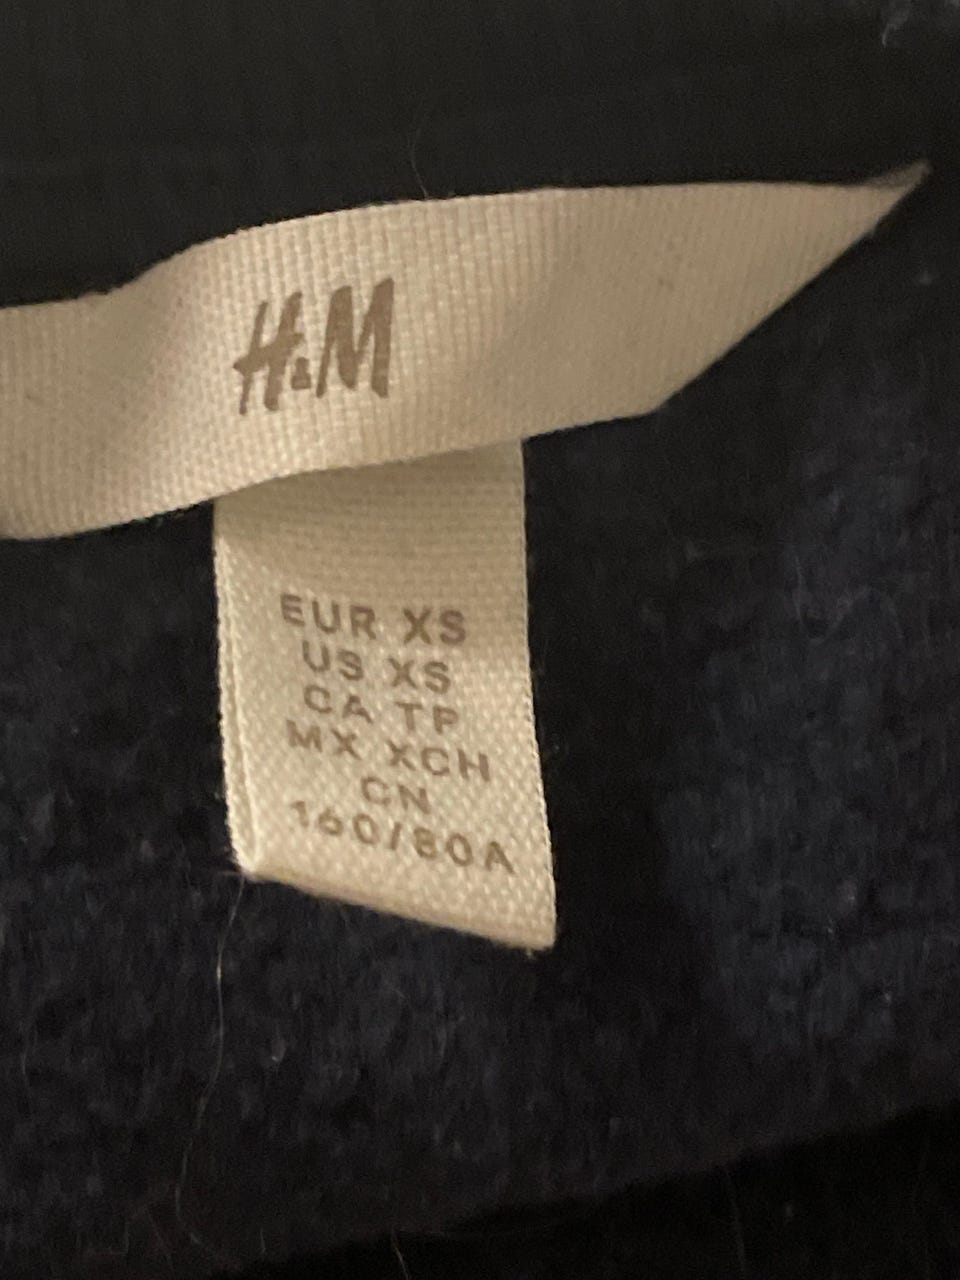 H&M
EUR XS
US XS
CA TP
MX XCH
CN
160/80A